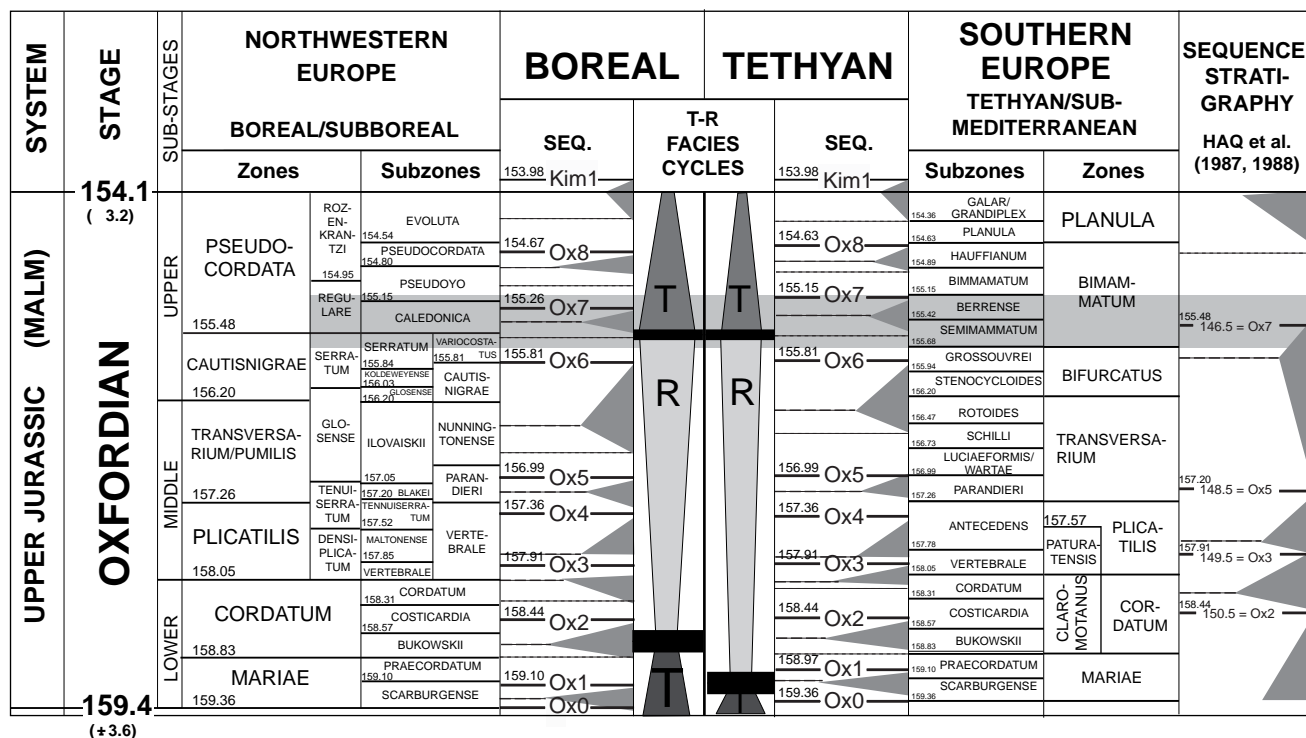 SYSTEM
STAGE
SUB-STAGES
NORTHWESTERN
EUROPE
BOREAL/SUBBOREAL
Zones
Subzones
BOREAL
TETHYAN
SEQ.
T-R
FACIES
CYCLES
SEQ.
SOUTHERN
EUROPE
TETHYAN/SUB-
MEDITERRANEAN
Subzones
Zones
SEQUENCE
STRATI-
GRAPHY
HAQ et al.
(1987, 1988)
UPPER JURASSIC (MALM)
154.1
( 3.2)
OXFORDIAN
159.4
(±3.6)
UPPER
MIDDLE
LOWER
PSEUDO-
CORDATA
155.48
CAUTISNIGRAE
156.20
TRANSVERSA-
RIUM/PUMILIS
157.26
PLICATILIS
158.05
CORDATUM
158.83
MARIAE
159.36
ROZ-
EN-
KRAN-
TZI
154.95
REGU-
LARE
SERRA-
TUM
GLO-
SENSE
TENUI-
SERRA-
TUM
DENSI-
PLICA-
TUM
EVOLUTA
154.54
PSEUDOCORDATA
154.80
PSEUDOYO
155.15
CALEDONICA
SERRATUM
155.84
KOLDEWEYENSE
156.03
GLOSENSE
156.20
ILOVAISKII
157.05
157.20 BLAKEI
TENNUISERRA-
TUM
157.52
MALTONENSE
157.85
VERTEBRALE
VARIOCOSTA-
TUS
155.81
CAUTIS-
NIGRAE
NUNNING-
TONENSE
PARAN-
DIERI
VERTE-
BRALE
CORDATUM
158.31
COSTICARDIA
158.57
BUKOWSKII
PRAECORDATUM
159.10
SCARBURGENSE
153.98 Kim1
154.67 Ox8
155.26 Ox7
155.81 Ox6
156.99 Ox5
157.36 Ox4
157.91 Ox3
158.44 Ox2
159.10 Ox1
Ox0
T
R
T
T
R
T
153.98 Kim1
154.63 Ox8
155.15 Ox7
155.81 Ox6
156.99 Ox5
157.36 Ox4
157.91 Ox3
158.44 Ox2
158.97 Ox1
159.36 Ox0
GALAR/
GRANDIPLEX
154.36
PLANULA
154.63
HAUFFIANUM
154.89
BIMMAMATUM
155.15
BERRENSE
155.42
SEMIMAMMATUM
155.68
GROSSOUVREI
155.94
STENOCYCLOIDES
156.20
ROTOIDES
156.47
SCHILLI
156.73
LUCIAEFORMIS/
WARTAE
156.99
PARANDIERI
157.26
ANTECEDENS
157.78
VERTEBRALE
158.05
CORDATUM
158.31
COSTICARDIA
158.57
BUKOWSKII
158.83
PRAECORDATUM
159.10
SCARBURGENSE
159.36
PLANULA
BIMAM-
MATUM
BIFURCATUS
TRANSVERSA-
RIUM
157.57
PATURA-
TENSIS
PLICA-
TILIS
CLARO-
MOTANUS
COR-
DATUM
MARIAE
155.48
146.5 = Ox7
157.20
148.5 = Ox5
157.91
149.5 = Ox3
158.44
150.5 = Ox2